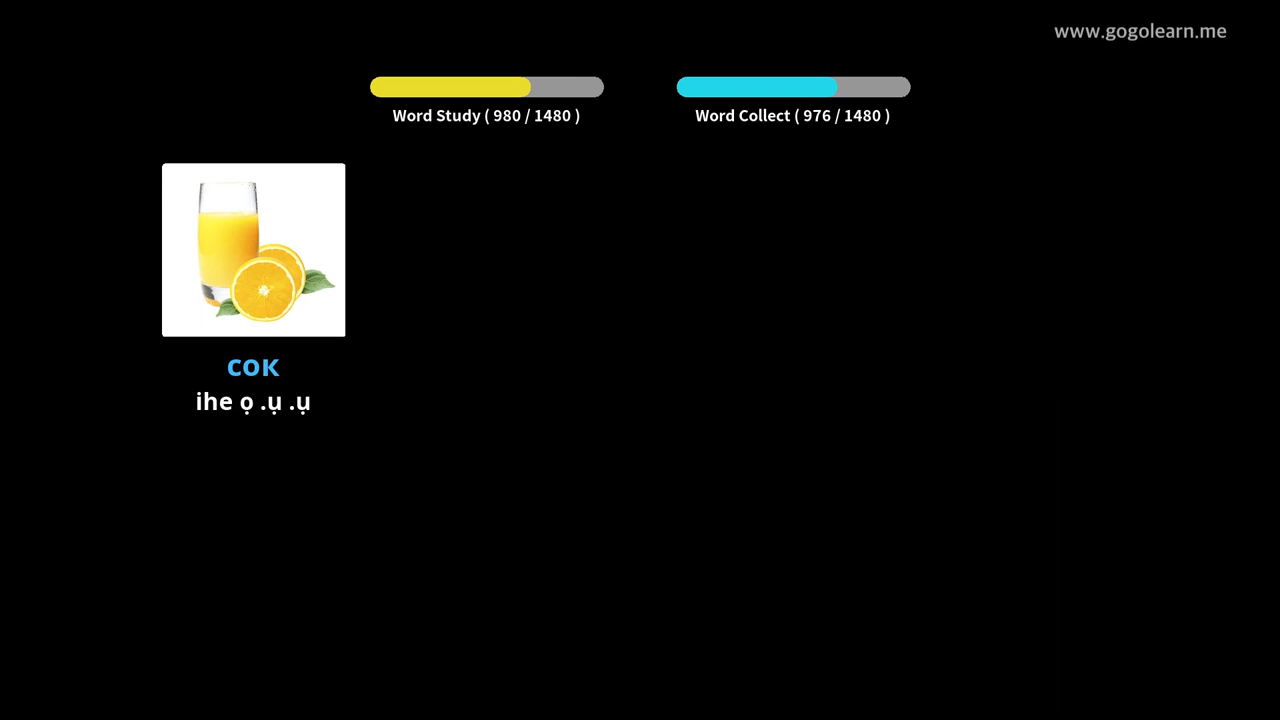 www.gogolearn.me
Word Study ( 980 / 1480 )
Word Collect ( 976 / 1480 )
сок
ihe ọ .ụ .ụ